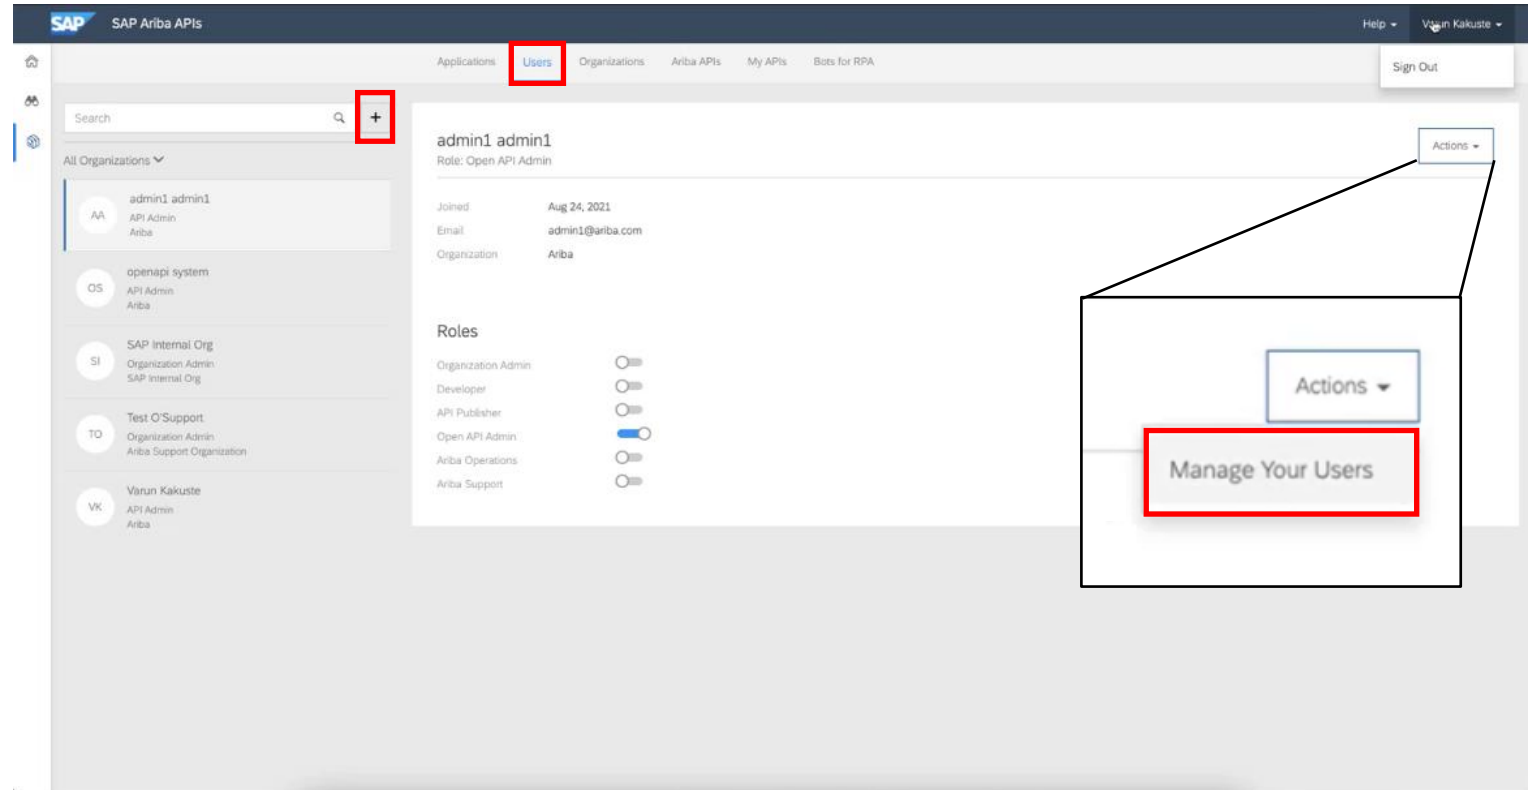 SAP SAP Ariba APIs Help Varun Kakuste
Sign Out
Applications Users Organizations Ariba APIs My APIs Bots for RPA
Search +
All Organizations
AA admin1 admin1
API Admin
Ariba
OS openapi system
API Admin
Ariba
SI SAP Internal Org
Organization Admin
SAP Internal Org
TO Test O'Support
Organization Admin
Ariba Support Organization
VK Varun Kakuste
API Admin
Ariba
admin1 admin1
Role: Open API Admin
Actions
Joined Aug 24, 2021
Email admin1@ariba.com
Organization Ariba
Roles
Organization Admin
Developer
API Publisher
Open API Admin
Ariba Operations
Ariba Support
Actions
Manage Your Users